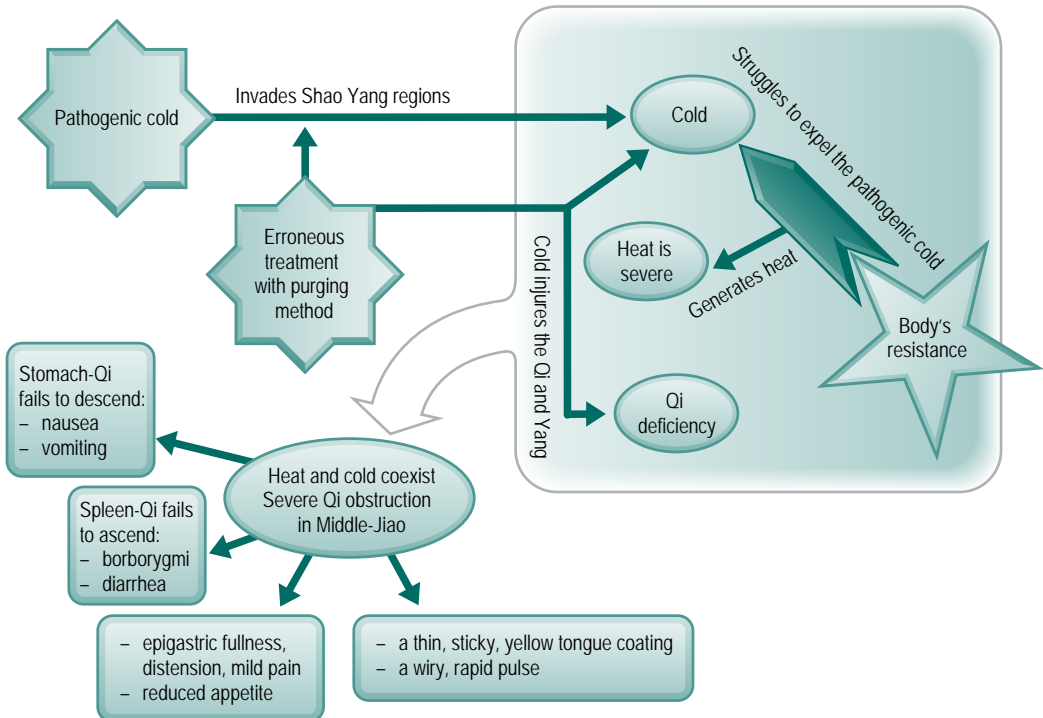 Pathogenic cold
Invades Shao Yang regions
Cold
Struggles to expel the pathogenic cold
Erroneous
treatment
with purging
method
Cold injures the Qi and Yang
Heat is
severe
Generates heat
Body's
resistance
Qi
deficiency
Stomach-Qi
fails to descend:
– nausea
– vomiting
Heat and cold coexist
Severe Qi obstruction
in Middle-Jiao
Spleen-Qi fails
to ascend:
– borborygmi
– diarrhea
– epigastric fullness,
distension, mild pain
– reduced appetite
– a thin, sticky, yellow tongue coating
– a wiry, rapid pulse